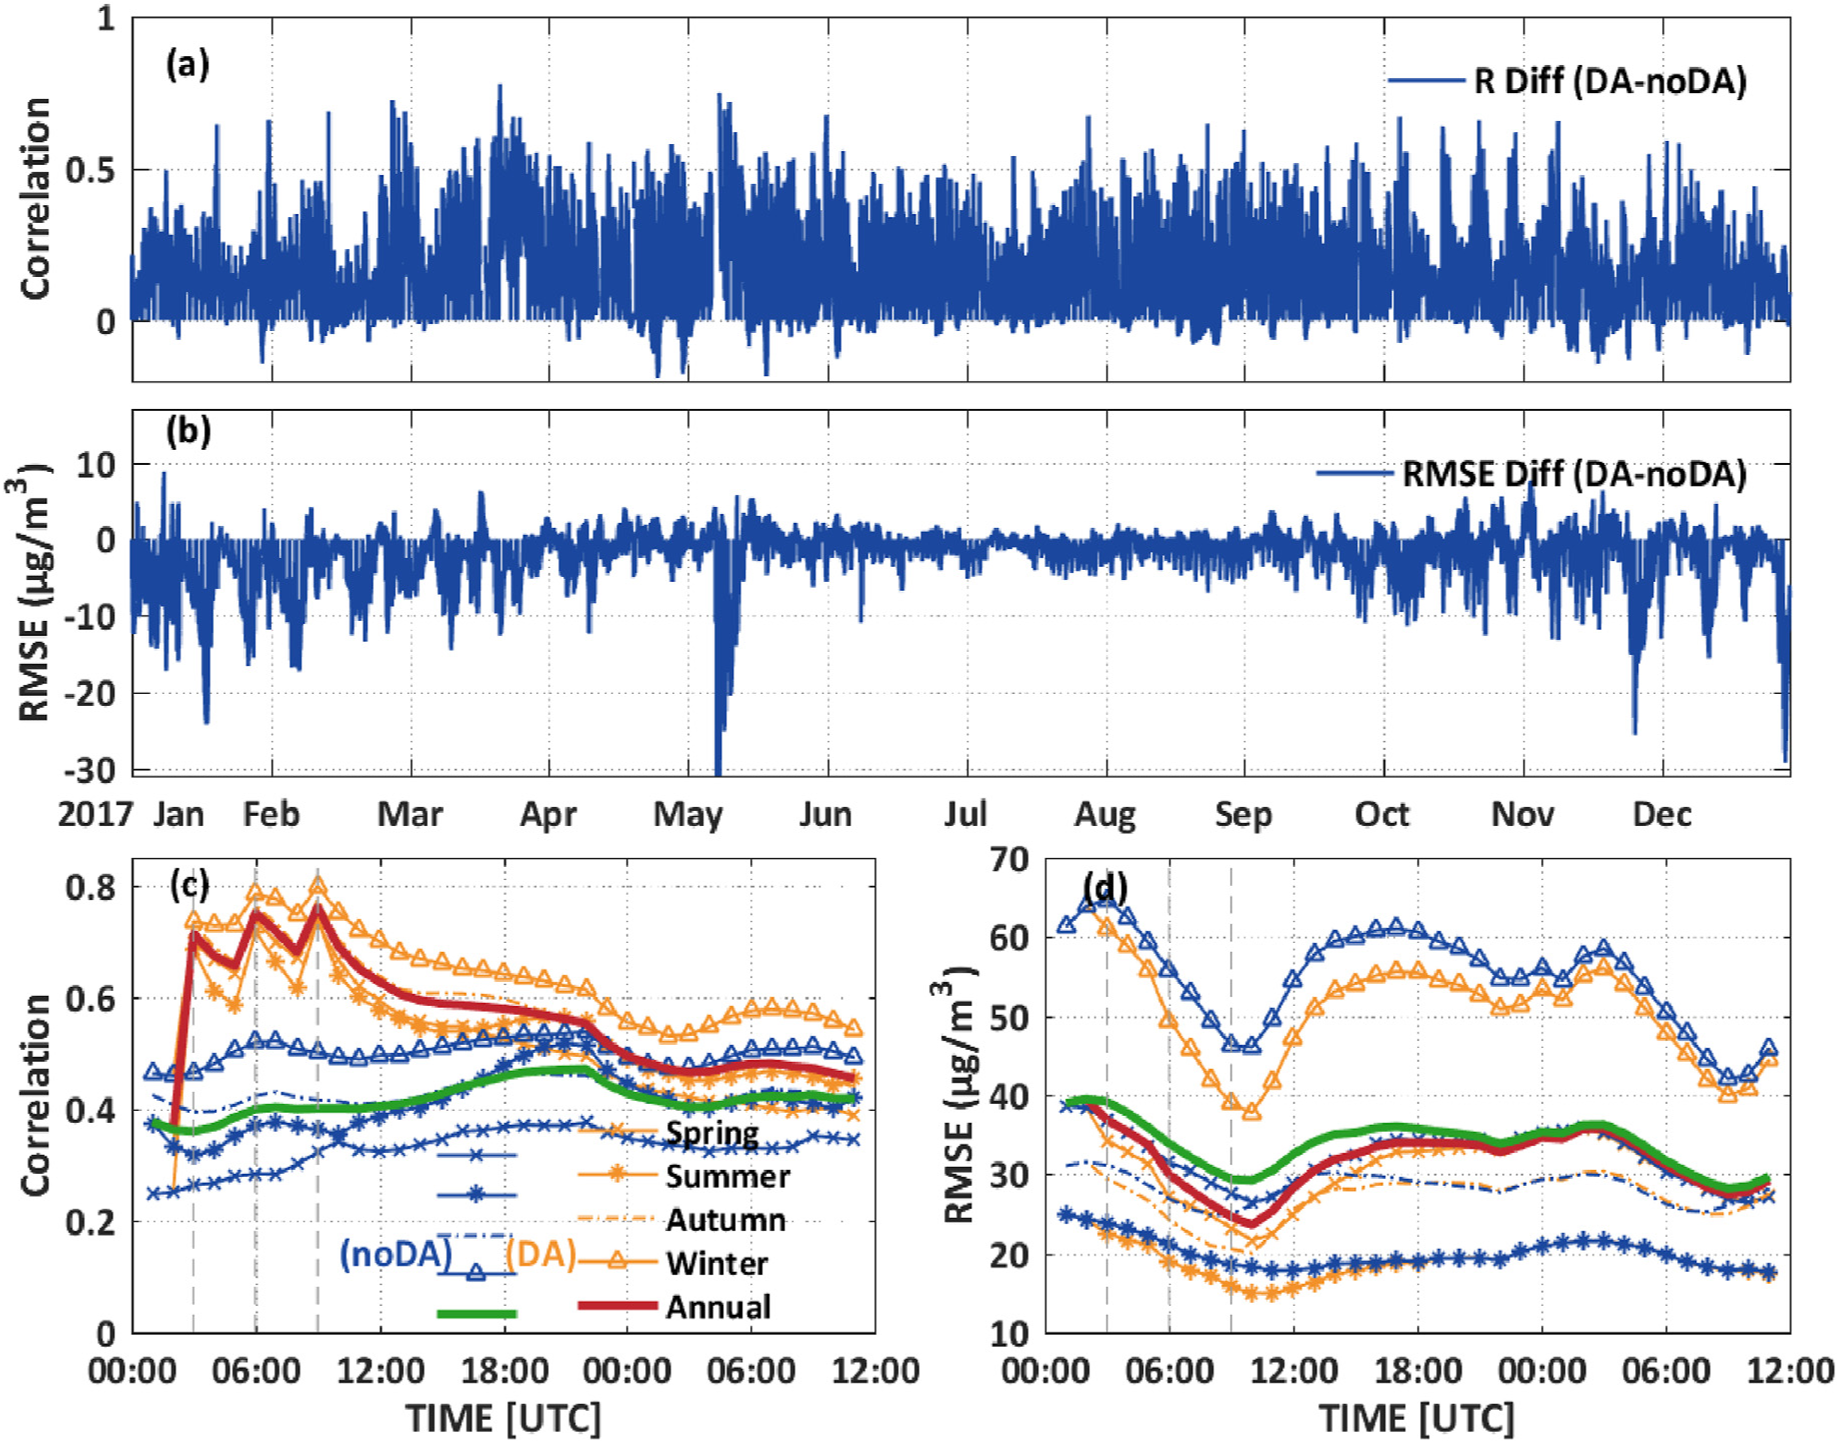 (a)
R Diff (DA-noDA)
Correlation
1
0.5
0
(b)
RMSE Diff (DA-noDA)
RMSE (µg/m³)
10
0
-10
-20
-30
2017 Jan Feb Mar Apr May Jun Jul Aug Sep Oct Nov Dec
(c)
Correlation
0.8
0.6
0.4
0.2
0
Spring
Summer
Autumn
(noDA) (DA) Winter
Annual
00:00 06:00 12:00 18:00 00:00 06:00 12:00
TIME [UTC]
(d)
RMSE (µg/m³)
70
60
50
40
30
20
10
00:00 06:00 12:00 18:00 00:00 06:00 12:00
TIME [UTC]